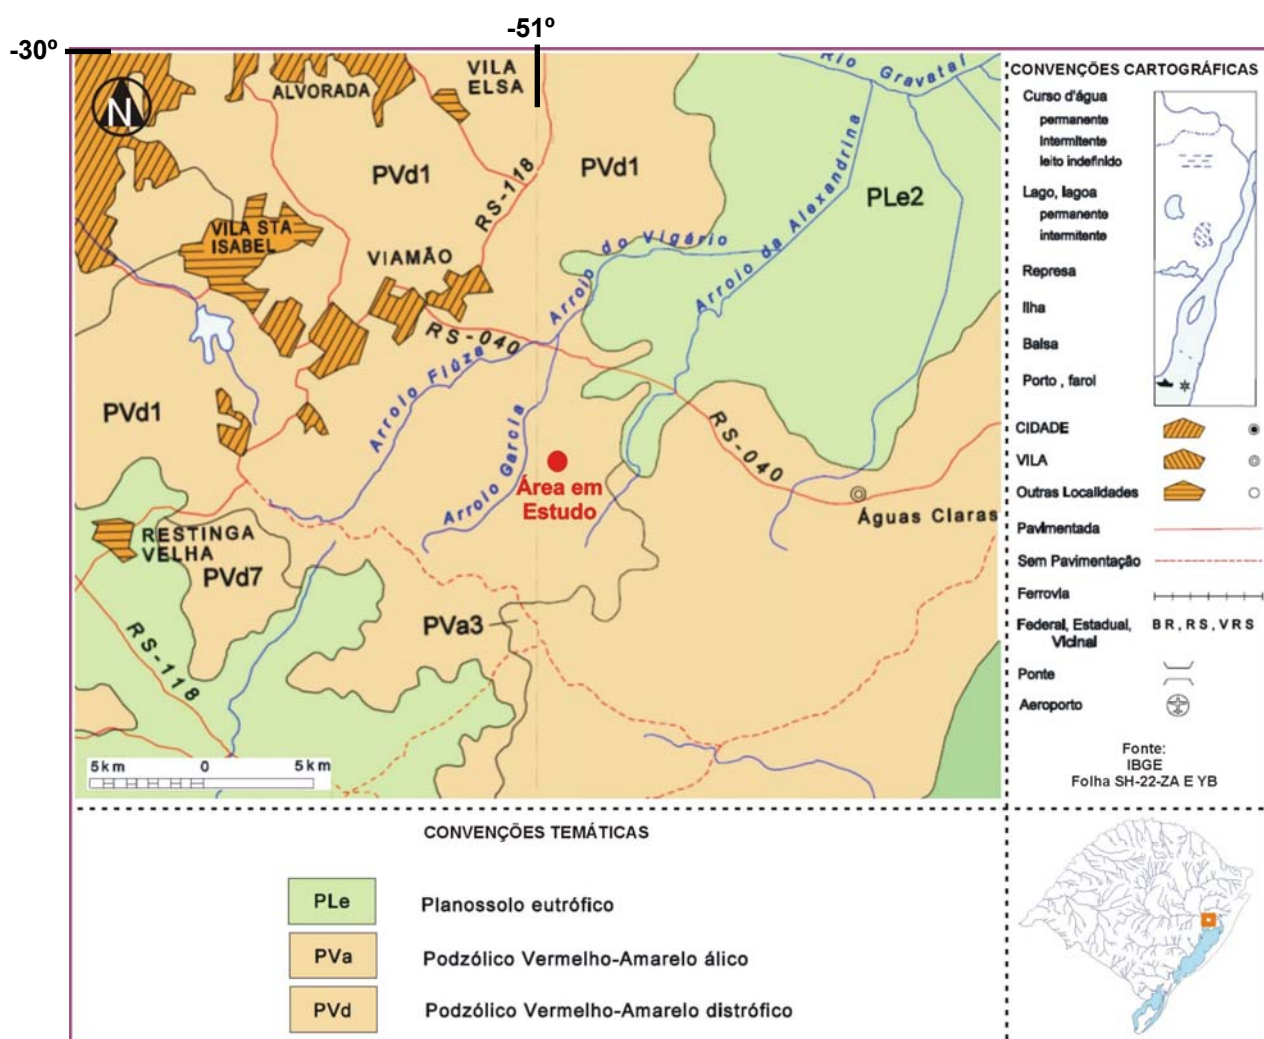 -51º
-30º
N
ALVORADA
VILA
ELSA
Rio Gravatal
PVd1
PVd1
RS-118
Arroio da Alexandrina
PLe2
VILA STA
ISABEL
VIAMÃO
Arroio do Vigário
RS-040
Arroio Fiúza
PVd1
Arroio Garcia
RS-040
Área em
Estudo
Águas Claras
RESTINGA
VELHA
PVd7
PVa3
RS-118
5km
0
5km
CONVENÇÕES CARTOGRÁFICAS
Curso d'água
permanente
intermitente
leito indefinido
Lago, lagoa
permanente
intermitente
Represa
Ilha
Balsa
Porto , farol
CIDADE
VILA
Outras Localidades
Pavimentada
Sem Pavimentação
Ferrovia
Federal, Estadual,
Vicinal
BR, RS, VRS
Ponte
Aeroporto
Fonte:
IBGE
Folha SH-22-ZA E YB
CONVENÇÕES TEMÁTICAS
PLe
Planossolo eutrófico
PVa
Podzólico Vermelho-Amarelo álico
PVd
Podzólico Vermelho-Amarelo distrófico